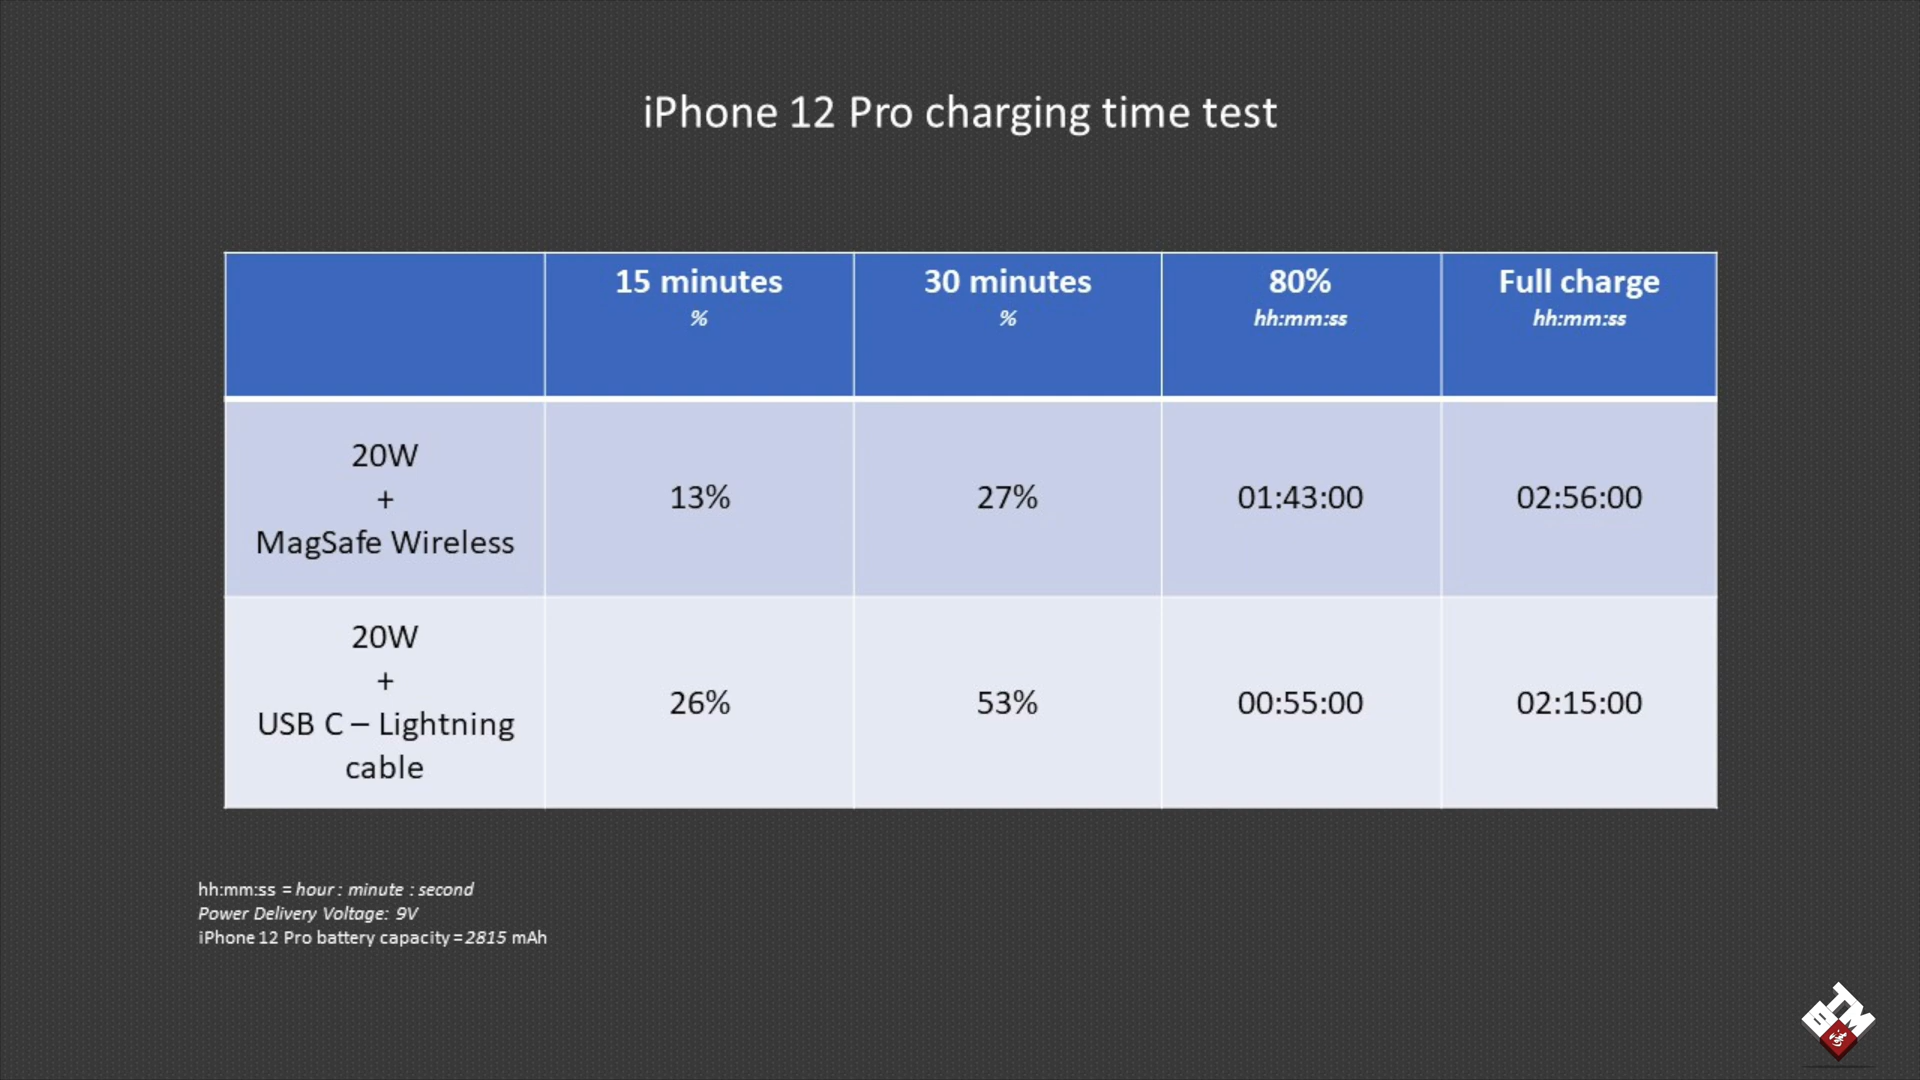 iPhone 12 Pro charging time test
15 minutes
%
30 minutes
%
80%
hh:mm:ss
Full charge
hh:mm:ss
20W
+
MagSafe Wireless
13%
27%
01:43:00
02:56:00
20W
+
USB C – Lightning
cable
26%
53%
00:55:00
02:15:00
hh:mm:ss = hour : minute : second
Power Delivery Voltage: 9V
iPhone 12 Pro battery capacity = 2815 mAh
BTM